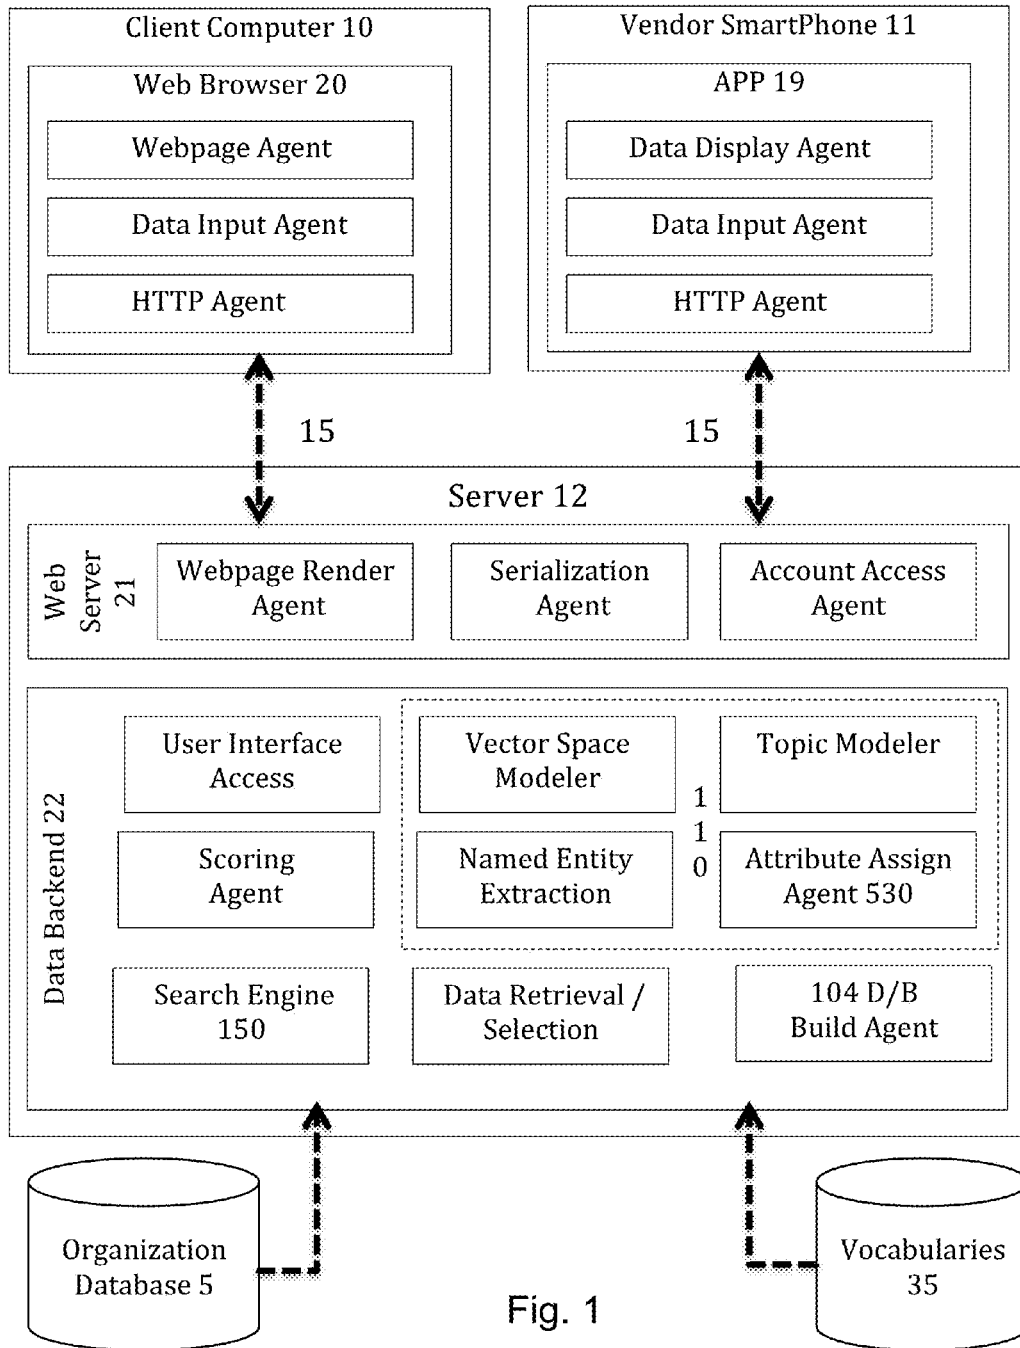 Client Computer 10
Web Browser 20
Webpage Agent
Data Input Agent
HTTP Agent
Vendor SmartPhone 11
APP 19
Data Display Agent
Data Input Agent
HTTP Agent
15
15
Server 12
Web
Server
21
Webpage Render
Agent
Serialization
Agent
Account Access
Agent
Data Backend 22
User Interface
Access
Vector Space
Modeler
Topic Modeler
1
1
0
Scoring
Agent
Named Entity
Extraction
Attribute Assign
Agent 530
Search Engine
150
Data Retrieval /
Selection
104 D/B
Build Agent
Organization
Database 5
Vocabularies
35
Fig. 1